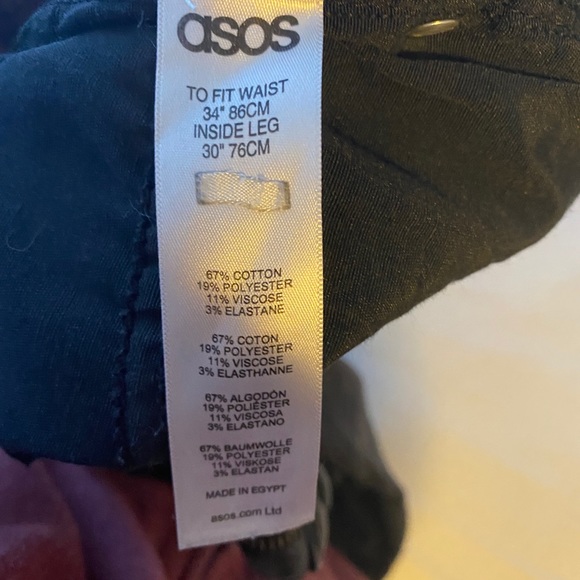 asos
TO FIT WAIST
34" 86CM
INSIDE LEG
30" 76CM
67% COTTON
19% POLYESTER
11% VISCOSE
3% ELASTANE
67% COTON
19% POLYESTER
11% VISCOSE
3% ELASTHANNE
67% ALGODÓN
19% POLIÉSTER
11% VISCOSA
3% ELASTANO
67% BAUMWOLLE
19% POLYESTER
11% VISKOSE
3% ELASTAN
MADE IN EGYPT
asos.com Ltd